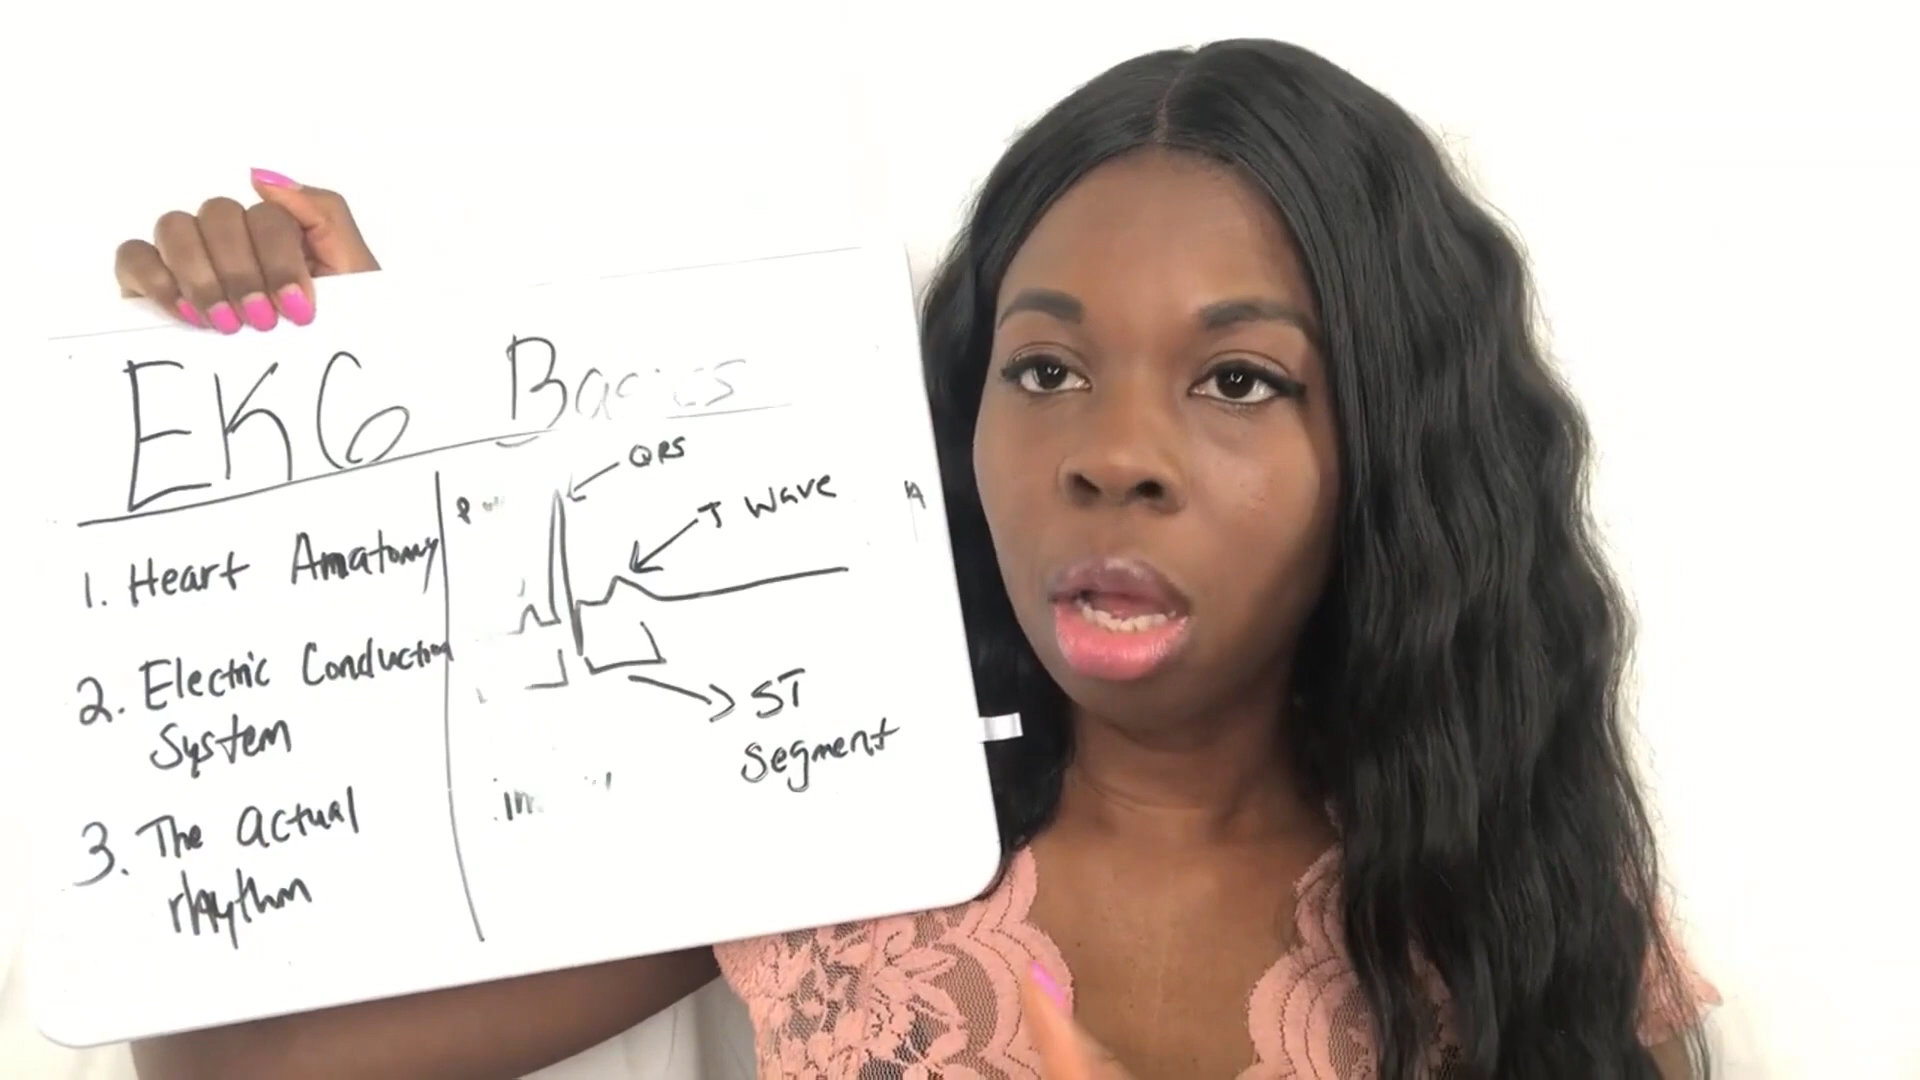 EKG Basics
1. Heart Anatomy
2. Electric Conduction
System
3. The actual
rhythm
QRS
T wave
ST
segment